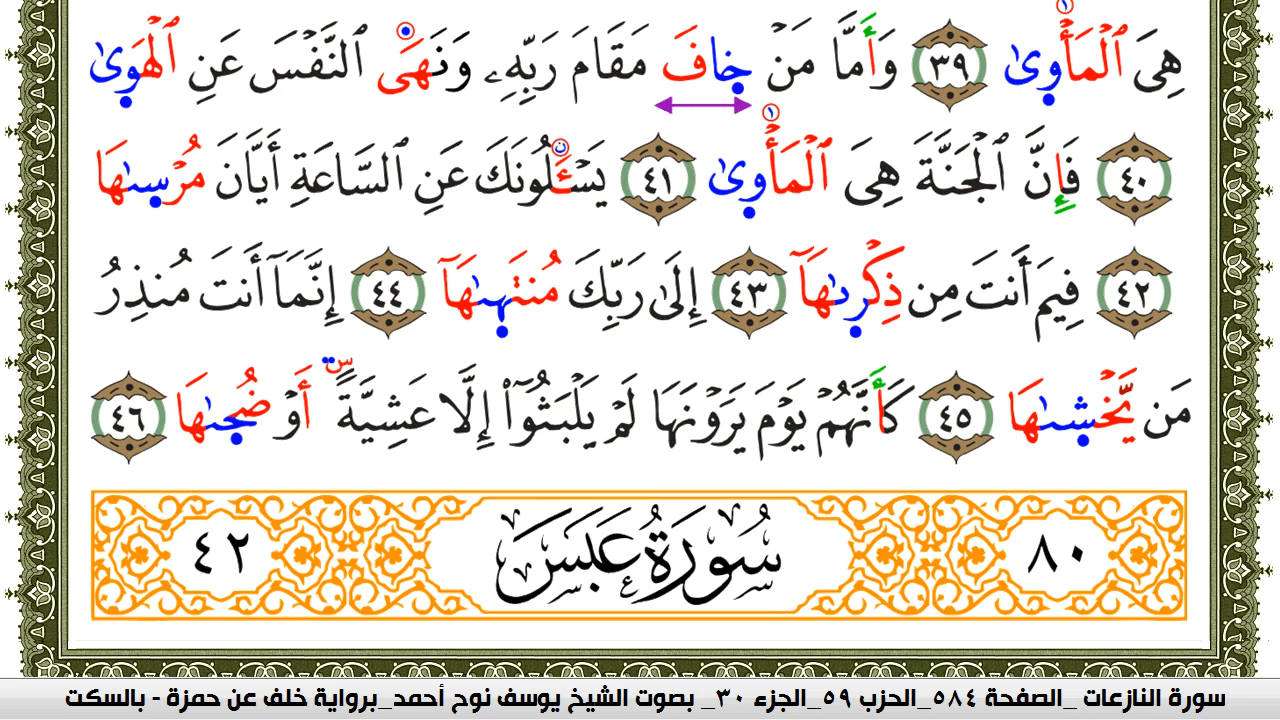 هِىَ ٱلۡمَأۡوٜىٰ ٣٩ وَأَمَّا مَنۡ خٜافَ مَقَامَ رَبِّهِۦ وَنَهَى ٱلنَّفۡسَ عَنِ ٱلۡهَوٜىٰ
٤٠ فَإِنَّ ٱلۡجَنَّةَ هِىَ ٱلۡمَأۡوٜىٰ ٤١ يَسۡـَٔلُونَكَ عَنِ ٱلسَّاعَةِ أَيَّانَ مُرۡسٜىٰهَا
٤٢ فِيمَ أَنتَ مِن ذِكۡرٜىٰهَآ ٤٣ إِلَىٰ رَبِّكَ مُنتَهٜىٰهَآ ٤٤ إِنَّمَآ أَنتَ مُنذِرُ
مَن يَّخۡشٜىٰهَا ٤٥ كَأَنَّهُمۡ يَوۡمَ يَرَوۡنَهَا لَمۡ يَلۡبَثُوٓاْ إِلَّا عَشِيَّةً س أَوۡ ضُحٜىٰهَا ٤٦
٨٠ سُورَةُ عَبَسَ ٤٢
سورة النازعات _الصفحة ٥٨٤_الحزب ٥٩_الجزء ٣٠_ بصوت الشيخ يوسف نوح أحمد_برواية خلف عن حمزة - بالسكت